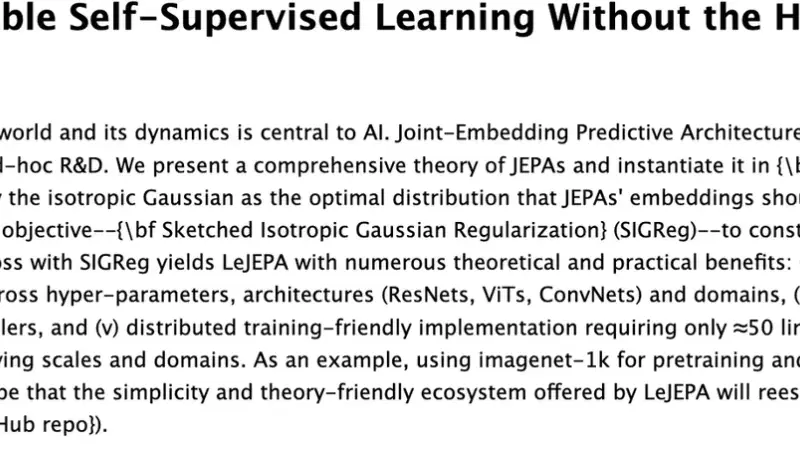 ble Self-Supervised Learning Without the H
world and its dynamics is central to AI. Joint-Embedding Predictive Architecture
d-hoc R&D. We present a comprehensive theory of JEPAs and instantiate it in {\b
the isotropic Gaussian as the optimal distribution that JEPAs' embeddings sho
objective--{\bf Sketched Isotropic Gaussian Regularization} (SIGReg)--to const
oss with SIGReg yields LeJEPA with numerous theoretical and practical benefits:
ross hyper-parameters, architectures (ResNets, ViTs, ConvNets) and domains, (
lers, and (v) distributed training-friendly implementation requiring only ≈50 lin
ying scales and domains. As an example, using imagenet-1k for pretraining and
pe that the simplicity and theory-friendly ecosystem offered by LeJEPA will rees
Hub repo}).